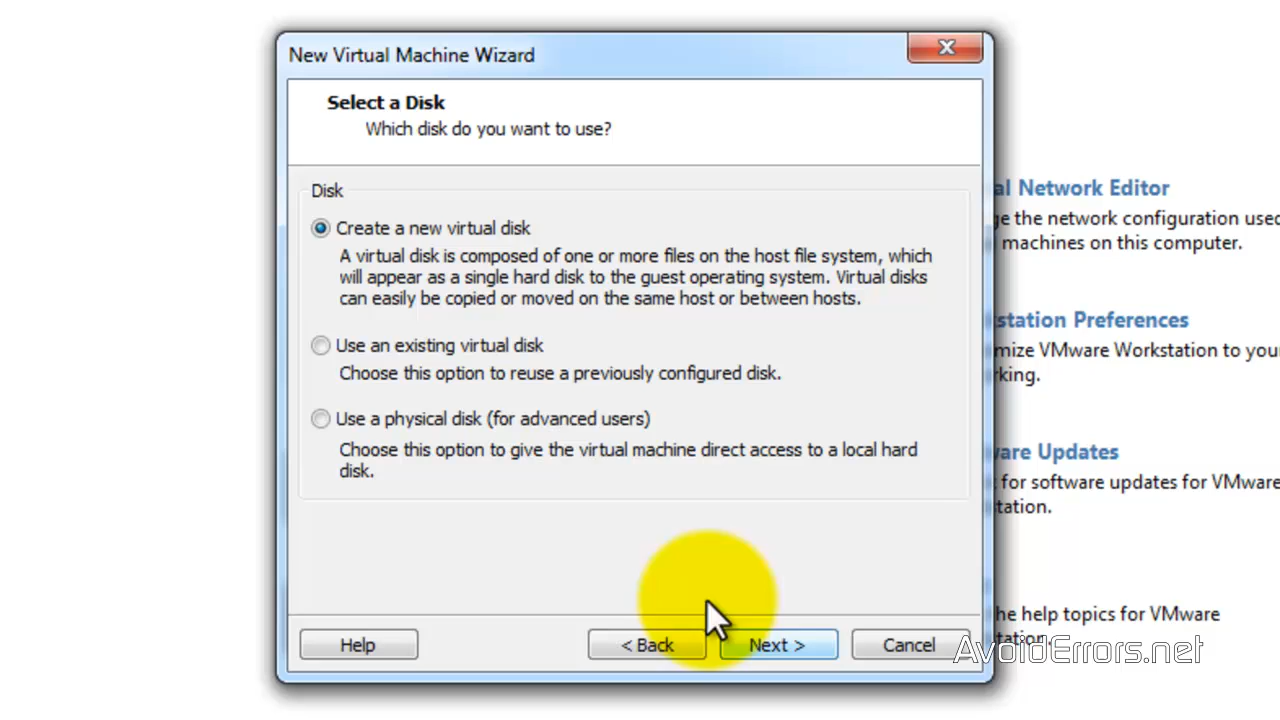 New Virtual Machine Wizard
Select a Disk
Which disk do you want to use?
Disk
Create a new virtual disk
A virtual disk is composed of one or more files on the host file system, which
will appear as a single hard disk to the guest operating system. Virtual disks
can easily be copied or moved on the same host or between hosts.
Use an existing virtual disk
Choose this option to reuse a previously configured disk.
Use a physical disk (for advanced users)
Choose this option to give the virtual machine direct access to a local hard
disk.
Help
< Back
Next >
Cancel
al Network Editor
ge the network configuration used
machines on this computer.
station Preferences
mize VMware Workstation to your
rking.
ware Updates
for software updates for VMware
station.
he help topics for VMware
tation.
AvoidErrors.net